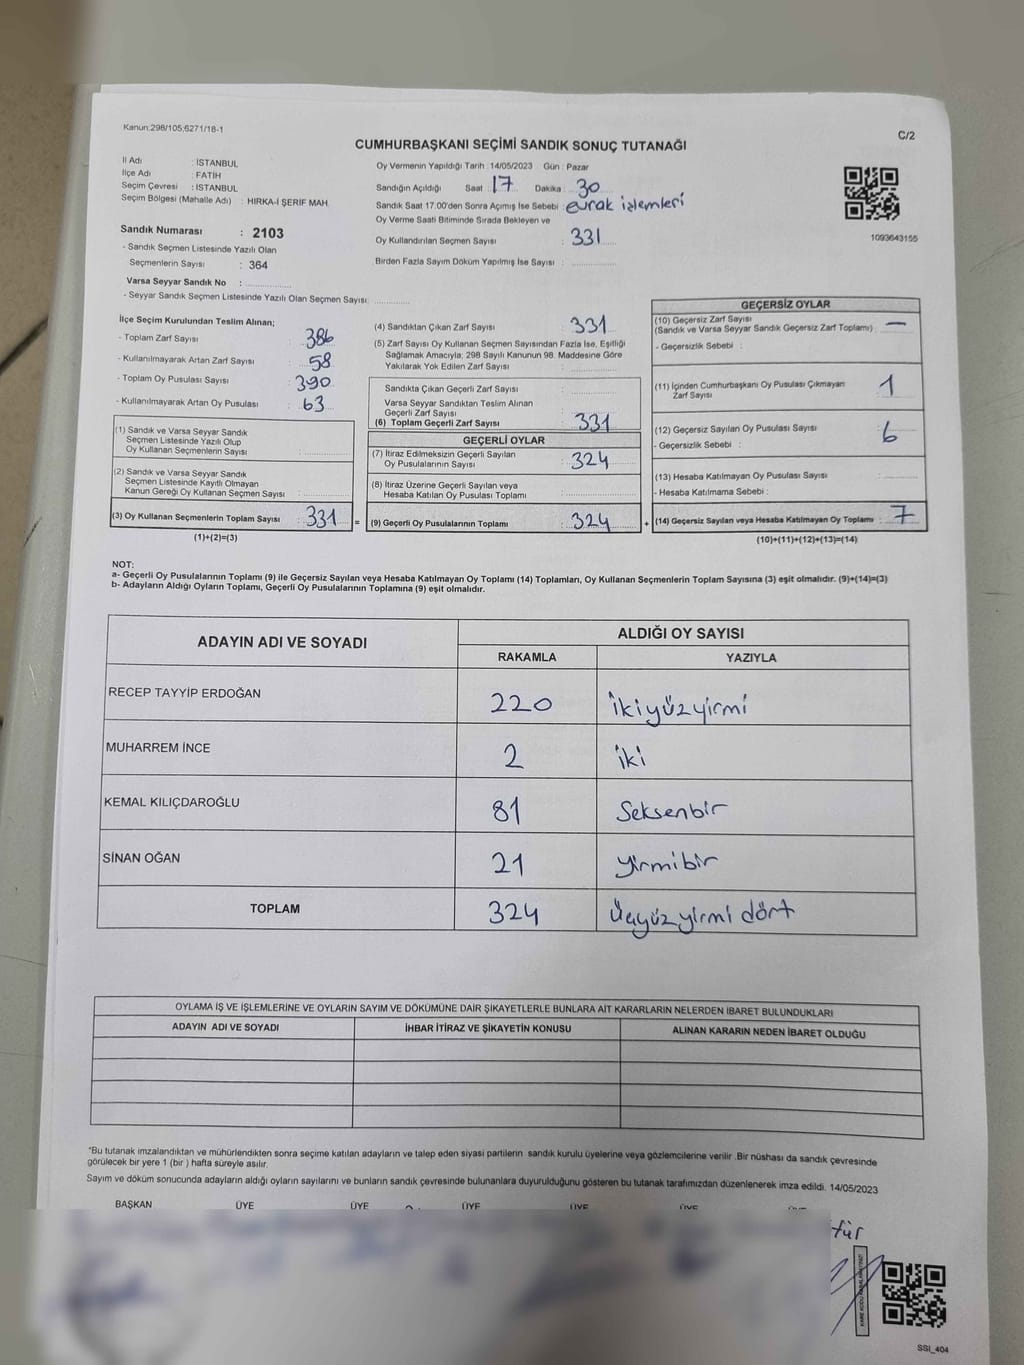 Kanun:298/105;6271/18-1
C/2
CUMHURBAŞKANI SEÇİMİ SANDIK SONUÇ TUTANAĞI
İl Adı : İSTANBUL
İlçe Adı : FATİH
Seçim Çevresi : İSTANBUL
Seçim Bölgesi (Mahalle Adı) : HIRKA-İ ŞERİF MAH.
Sandık Numarası : 2103
- Sandık Seçmen Listesinde Yazılı Olan
Seçmenlerin Sayısı : 364
Varsa Seyyar Sandık No :
- Seyyar Sandık Seçmen Listesinde Yazılı Olan Seçmen Sayısı:
Oy Vermenin Yapıldığı Tarih :14/05/2023 Gün : Pazar
Sandığın Açıldığı Saat : 17 Dakika : 30
Sandık Saat 17.00'den Sonra Açımış İse Sebebi : evrak işlemleri
Oy Verme Saati Bitiminde Sırada Bekleyen ve
Oy Kullandırılan Seçmen Sayısı : 331
Birden Fazla Sayım Döküm Yapılmış İse Sayısı :
1093643155
İlçe Seçim Kurulundan Teslim Alınan;
- Toplam Zarf Sayısı : 386
- Kullanılmayarak Artan Zarf Sayısı : 58
- Toplam Oy Pusulası Sayısı : 390
- Kullanılmayarak Artan Oy Pusulası : 63
(1) Sandık ve Varsa Seyyar Sandık
Seçmen Listesinde Yazılı Olup
Oy Kullanan Seçmenlerin Sayısı :
(2) Sandık ve Varsa Seyyar Sandık
Seçmen Listesinde Kayıtlı Olmayan
Kanun Gereği Oy Kullanan Seçmen Sayısı :
(3) Oy Kullanan Seçmenlerin Toplam Sayısı : 331
(1)+(2)=(3)
=
(4) Sandıktan Çıkan Zarf Sayısı : 331
(5) Zarf Sayısı Oy Kullanan Seçmen Sayısından Fazla İse, Eşitliği
Sağlamak Amacıyla, 298 Sayılı Kanunun 98. Maddesine Göre
Yakılarak Yok Edilen Zarf Sayısı :
Sandıkta Çıkan Geçerli Zarf Sayısı :
Varsa Seyyar Sandıktan Teslim Alınan
Geçerli Zarf Sayısı :
(6) Toplam Geçerli Zarf Sayısı : 331
GEÇERLİ OYLAR
(7) İtiraz Edilmeksizin Geçerli Sayılan
Oy Pusulalarının Sayısı : 324
(8) İtiraz Üzerine Geçerli Sayılan veya
Hesaba Katılan Oy Pusulası Toplamı :
(9) Geçerli Oy Pusulalarının Toplamı : 324
+
GEÇERSİZ OYLAR
(10) Geçersiz Zarf Sayısı
(Sandık ve Varsa Seyyar Sandık Geçersiz Zarf Toplamı) : —
- Geçersizlik Sebebi :
(11) İçinden Cumhurbaşkanı Oy Pusulası Çıkmayan
Zarf Sayısı : 1
(12) Geçersiz Sayılan Oy Pusulası Sayısı : 6
- Geçersizlik Sebebi :
(13) Hesaba Katılmayan Oy Pusulası Sayısı :
- Hesaba Katılmama Sebebi :
(14) Geçersiz Sayılan veya Hesaba Katılmayan Oy Toplamı : 7
(10)+(11)+(12)+(13)=(14)
NOT:
a- Geçerli Oy Pusulalarının Toplamı (9) ile Geçersiz Sayılan veya Hesaba Katılmayan Oy Toplamı (14) Toplamları, Oy Kullanan Seçmenlerin Toplam Sayısına (3) eşit olmalıdır. (9)+(14)=(3)
b- Adayların Aldığı Oyların Toplamı, Geçerli Oy Pusulalarının Toplamına (9) eşit olmalıdır.
ADAYIN ADI VE SOYADI
ALDIĞI OY SAYISI
RAKAMLA YAZIYLA
RECEP TAYYİP ERDOĞAN 220 İkiyüzyirmi
MUHARREM İNCE 2 İki
KEMAL KILIÇDAROĞLU 81 Seksenbir
SİNAN OĞAN 21 Yirmibir
TOPLAM 324 Üçyüzyirmi dört
OYLAMA İŞ VE İŞLEMLERİNE VE OYLARIN SAYIM VE DÖKÜMÜNE DAİR ŞİKAYETLERLE BUNLARA AİT KARARLARIN NELERDEN İBARET BULUNDUKLARI
ADAYIN ADI VE SOYADI İHBAR İTİRAZ VE ŞİKAYETİN KONUSU ALINAN KARARIN NEDEN İBARET OLDUĞU
*Bu tutanak imzalandıktan ve mühürlendikten sonra seçime katılan adayların ve talep eden siyasi partilerin sandık kurulu üyelerine veya gözlemcilerine verilir .Bir nüshası da sandık çevresinde
görülecek bir yere 1 (bir ) hafta süreyle asılır.
Sayım ve döküm sonucunda adayların aldığı oyların sayılarını ve bunların sandık çevresinde bulunanlara duyurulduğunu gösteren bu tutanak tarafımızdan düzenlenerek imza edildi. 14/05/2023
BAŞKAN ÜYE ÜYE ÜYE ÜYE ÜYE
SSI_404